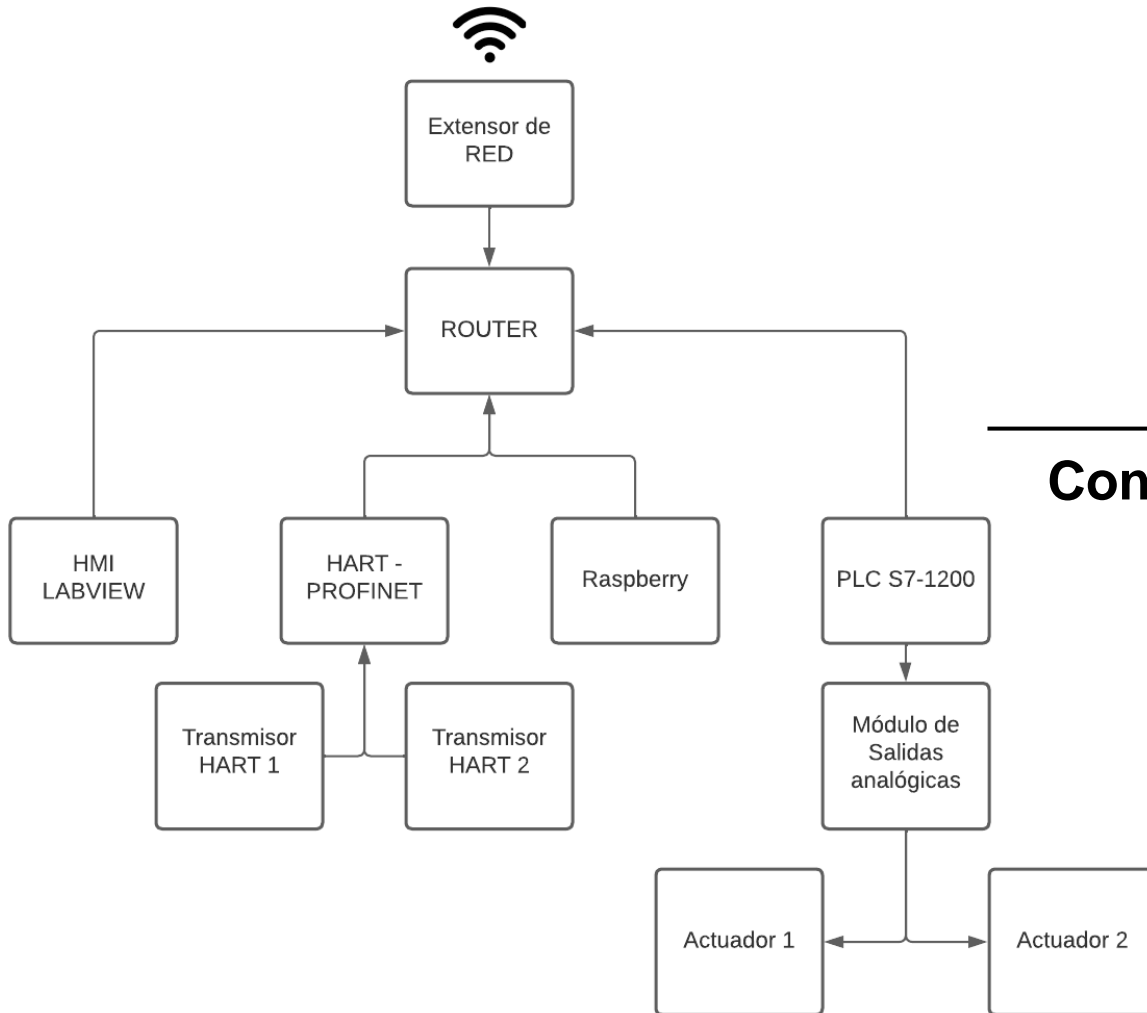 Extensor de
RED
ROUTER
Con
HMI
LABVIEW
HART -
PROFINET
Raspberry
PLC S7-1200
Transmisor
HART 1
Transmisor
HART 2
Módulo de
Salidas
analógicas
Actuador 1
Actuador 2